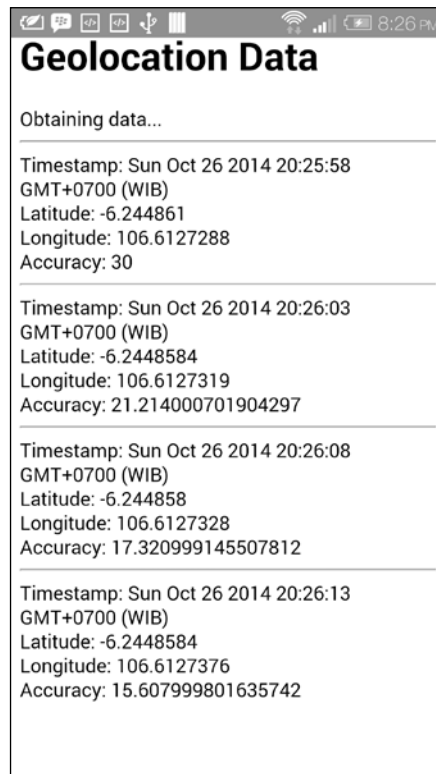 8:26 PM
Geolocation Data
Obtaining data...
Timestamp: Sun Oct 26 2014 20:25:58
GMT+0700 (WIB)
Latitude: -6.244861
Longitude: 106.6127288
Accuracy: 30
Timestamp: Sun Oct 26 2014 20:26:03
GMT+0700 (WIB)
Latitude: -6.2448584
Longitude: 106.6127319
Accuracy: 21.214000701904297
Timestamp: Sun Oct 26 2014 20:26:08
GMT+0700 (WIB)
Latitude: -6.244858
Longitude: 106.6127328
Accuracy: 17.320999145507812
Timestamp: Sun Oct 26 2014 20:26:13
GMT+0700 (WIB)
Latitude: -6.2448584
Longitude: 106.6127376
Accuracy: 15.607999801635742